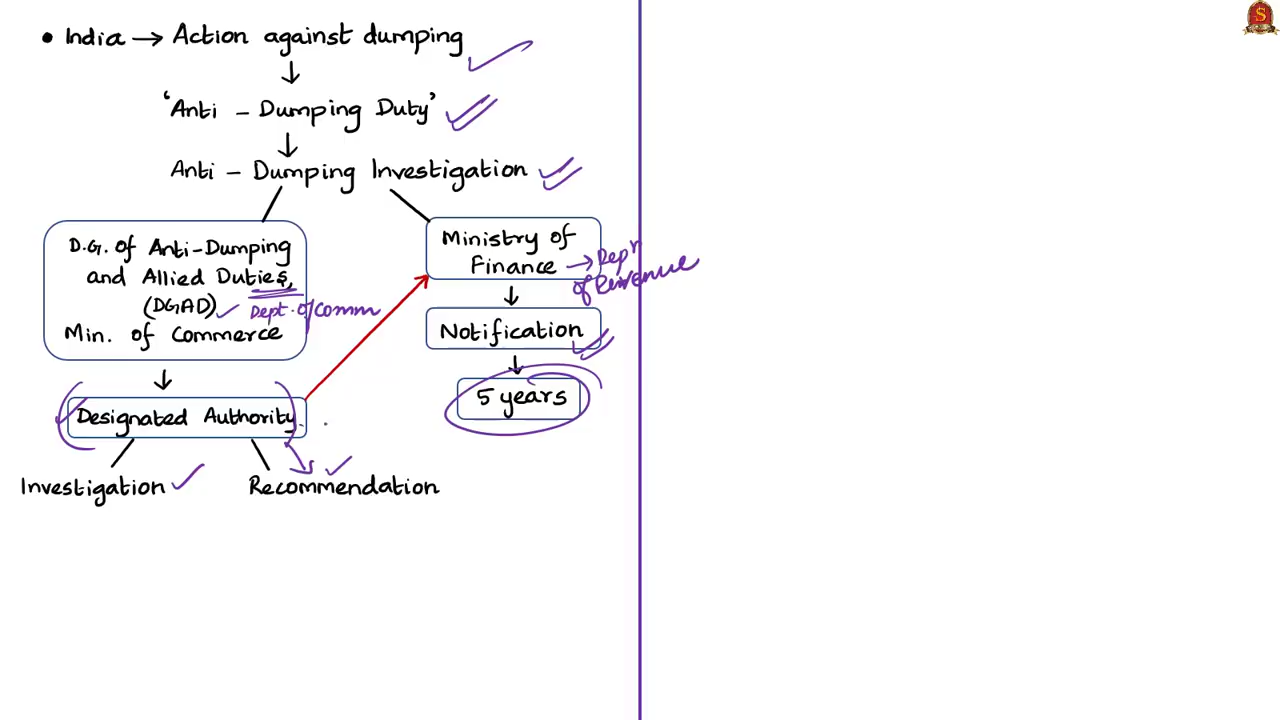 • India → Action against dumping
↓
'Anti - Dumping Duty'
↓
Anti - Dumping Investigation
D.G. of Anti-Dumping
and Allied Duties,
(DGAD)
Dept. of Comm
Min. of Commerce
↓
Designated Authority
Investigation
Recommendation
Ministry of
Finance → Dept
of Revenue
↓
Notification
↓
5 years
S